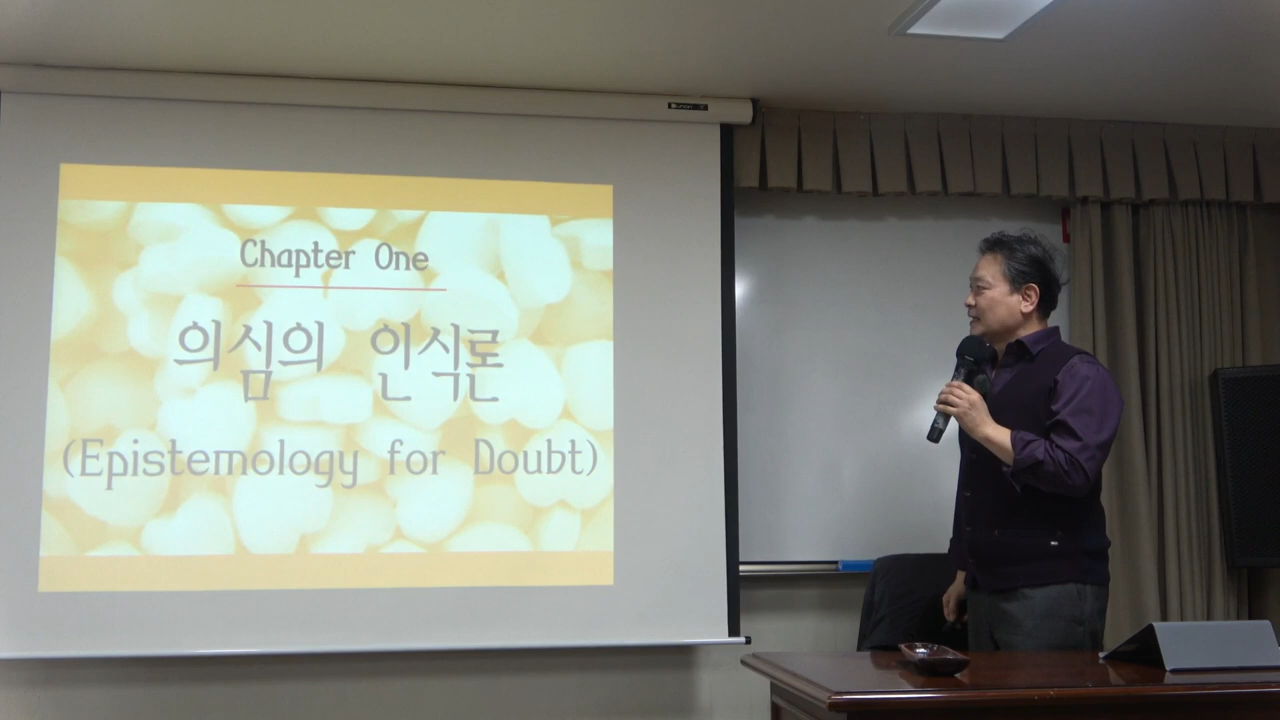 Chapter One
의심의 인식론
(Epistemology for Doubt)